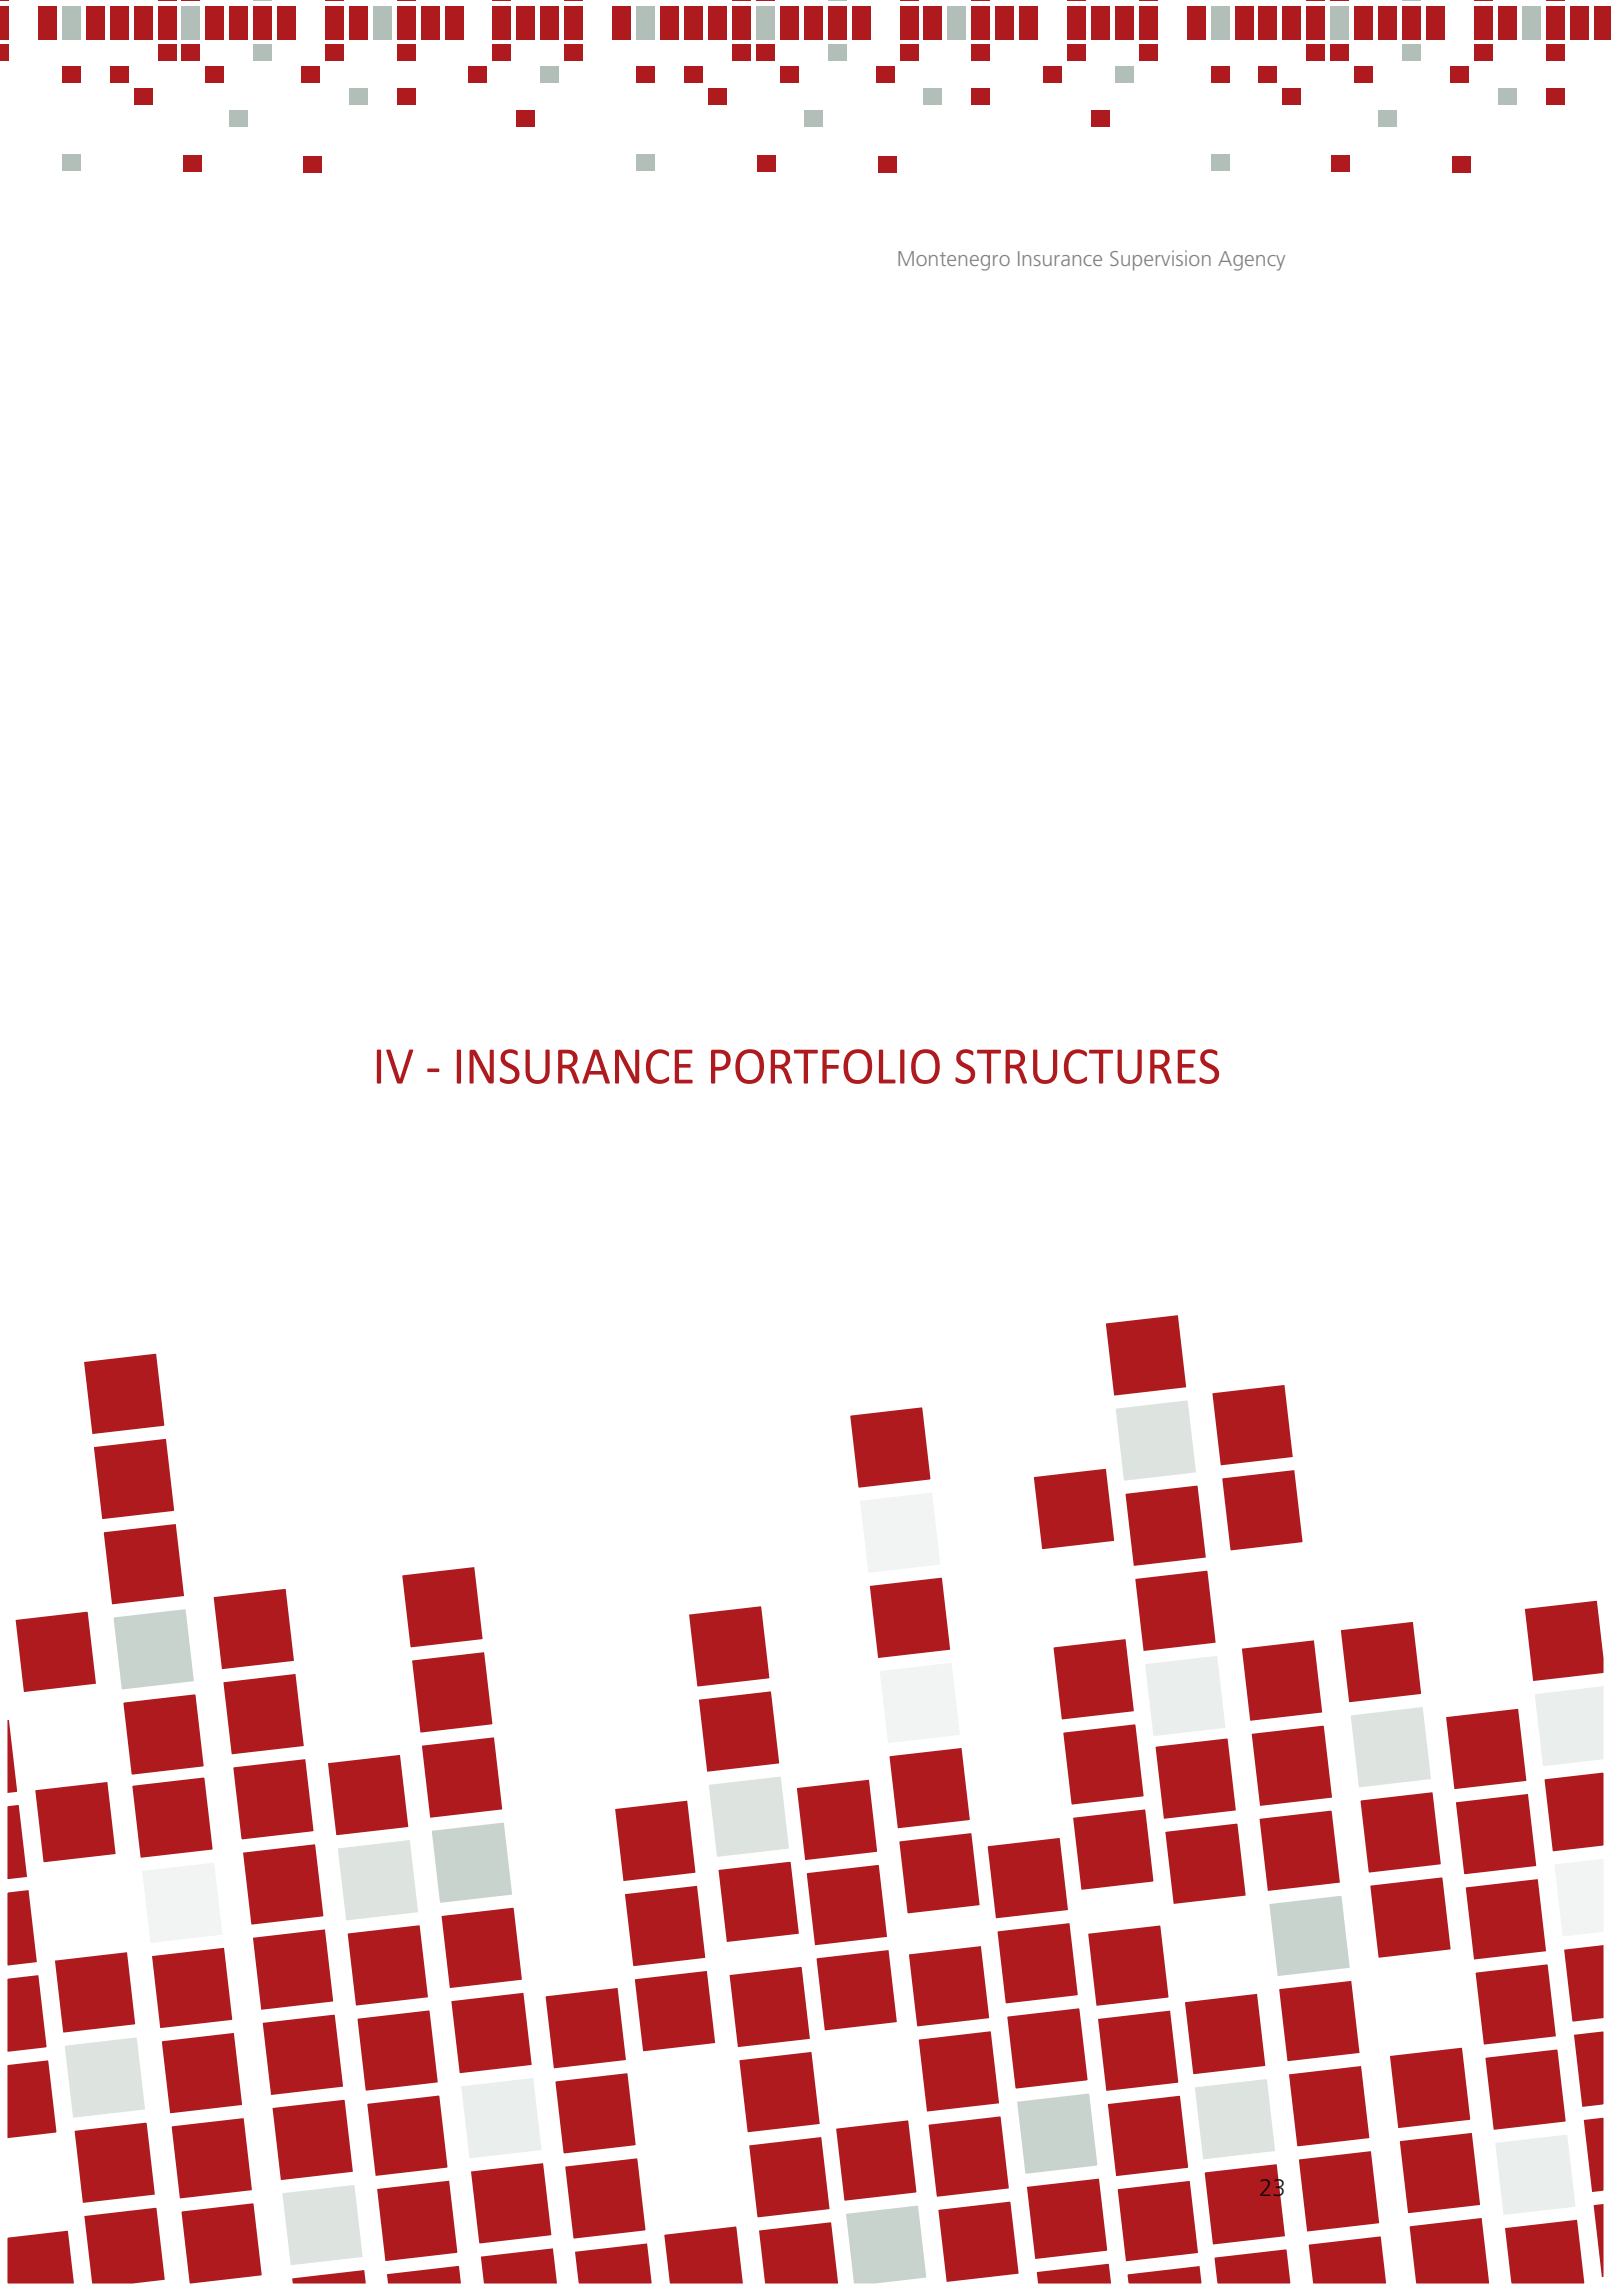 Montenegro Insurance Supervision Agency
IV - INSURANCE PORTFOLIO STRUCTURES
23